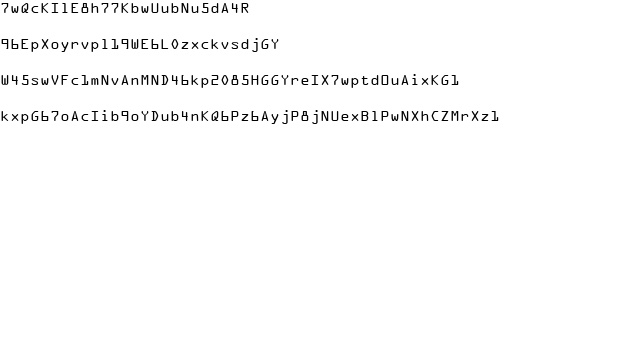 7wQcKIlE8h77KbwUubNu5dA4R
96EpXoyrvpl19WE6L0zxckvsdjGY
W45swVFc1mNvAnMND46kp2085HGGYreIX7wptdOuAixKG1
kxpG67oAcIib9oYDub4nKQ6Pz6AyjP8jNUexBlPwNXhCZMrXz1